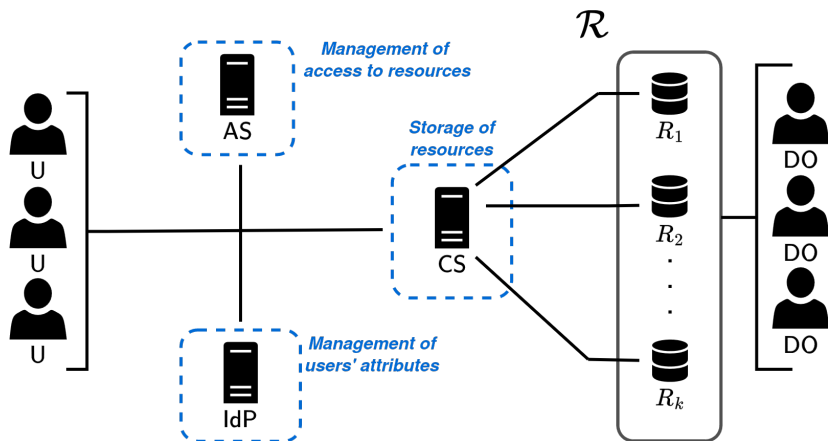 Management of
access to resources
AS
U
U
U
Storage of
resources
CS
Management of
users' attributes
IdP
ℛ
R₁
R₂
.
.
.
Rₖ
DO
DO
DO